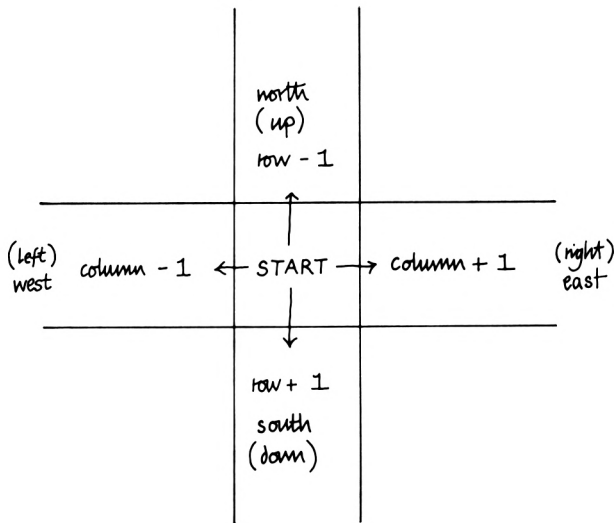 north
(up)
row - 1
(left)
west
column - 1
START
column + 1
(right)
east
row + 1
south
(down)